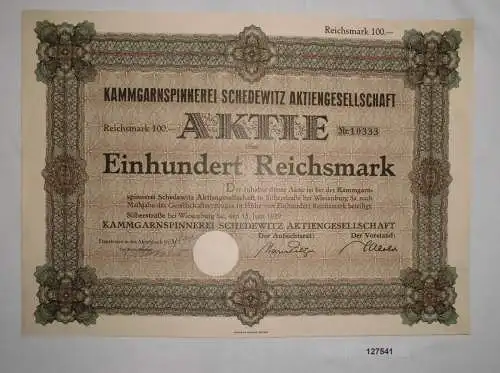 Reichsmark 100.—
KAMMGARNSPINNEREI SCHEDEWITZ AKTIENGESELLSCHAFT
Reichsmark 100.— AKTIE Nr. 10333
über
Einhundert Reichsmark
Der Inhaber dieser Aktie ist bei der Kammgarn-
spinnerei Schedewitz Aktiengesellschaft in Silberstraße bei Wiesenburg Sa. nach
Maßgabe des Gesellschaftsvertrages in Höhe von Einhundert Reichsmark beteiligt.
Silberstraße bei Wiesenburg Sa., den 15. Juni 1929
KAMMGARNSPINNEREI SCHEDEWITZ AKTIENGESELLSCHAFT
Der Aufsichtsrat: Der Vorstand:
127541